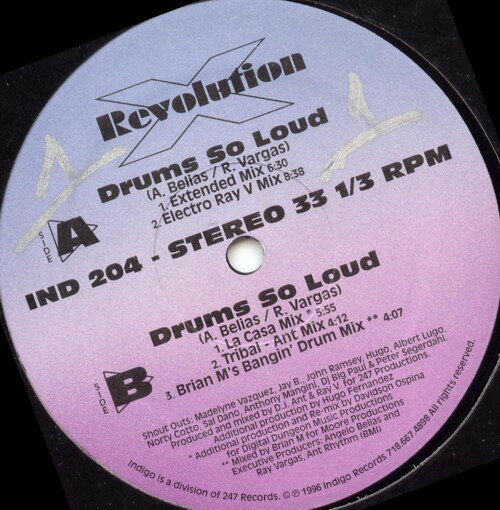 X
Revolution
Drums So Loud
(A. Bellas / R. Vargas)
1. Extended Mix 6:30
2. Electro Ray V Mix 8:38
SIDE A
IND 204 - STEREO 33 1/3 RPM
Drums So Loud
(A. Bellas / R. Vargas)
1. La Casa Mix * 5:55
2. Tribal - Ant Mix 4:12
3. Brian M's Bangin' Drum Mix ** 4:07
SIDE B
Shout outs: Madelyne Vazquez, Jay B., John Ramsey, Hugo, Albert Lugo,
Norty Cotto, Sal Dano, Anthony Mangini, DJ Big Paul & Peter Segerdahl.
Produced and mixed by D.J. Ant & Ray V. for 247 Productions.
Additional production by Hugo Fernandez
* Additional production and Re-mix by Davidson Ospina
for Digital Dungeon Music Productions
** Mixed by Brian M for Moore Productions
Executive Producers: Angelo Bellas and
Ray Vargas, Ant Rhythm (BMI)
Indigo is a division of 247 Records. © ℗ 1996 Indigo Records 718.667.4898 All rights reserved.